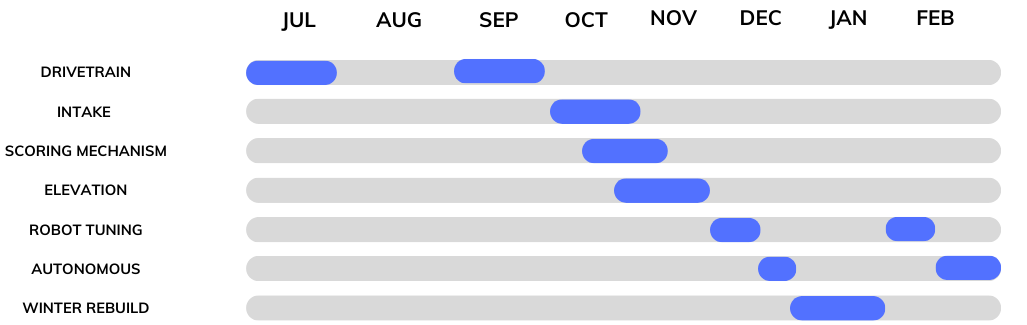 JUL AUG SEP OCT NOV DEC JAN FEB
DRIVETRAIN
INTAKE
SCORING MECHANISM
ELEVATION
ROBOT TUNING
AUTONOMOUS
WINTER REBUILD